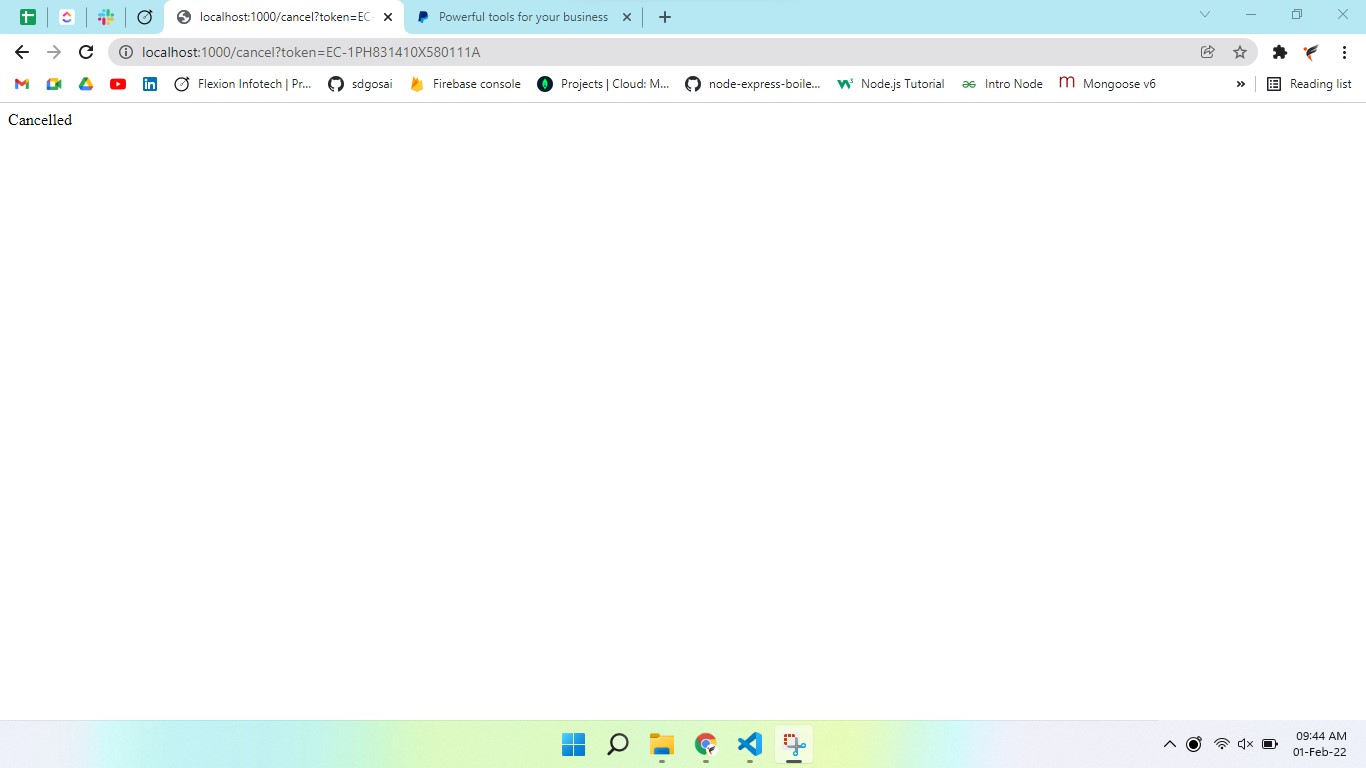 localhost:1000/cancel?token=EC-
Powerful tools for your business
localhost:1000/cancel?token=EC-1PH831410X580111A
Flexion Infotech | Pr...
sdgosai
Firebase console
Projects | Cloud: M...
node-express-boile...
Node.js Tutorial
Intro Node
Mongoose v6
»
Reading list
Cancelled
09:44 AM
01-Feb-22